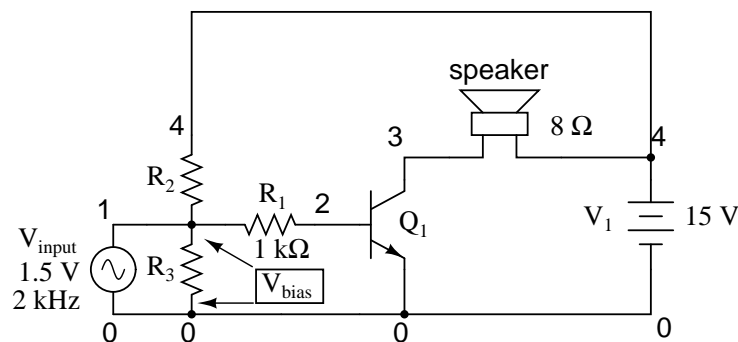 speaker
4
3
8 Ω
4
R2
R1
1
2
Q1
V1
15 V
Vinput
1.5 V
2 kHz
R3
1 kΩ
Vbias
0
0
0
0